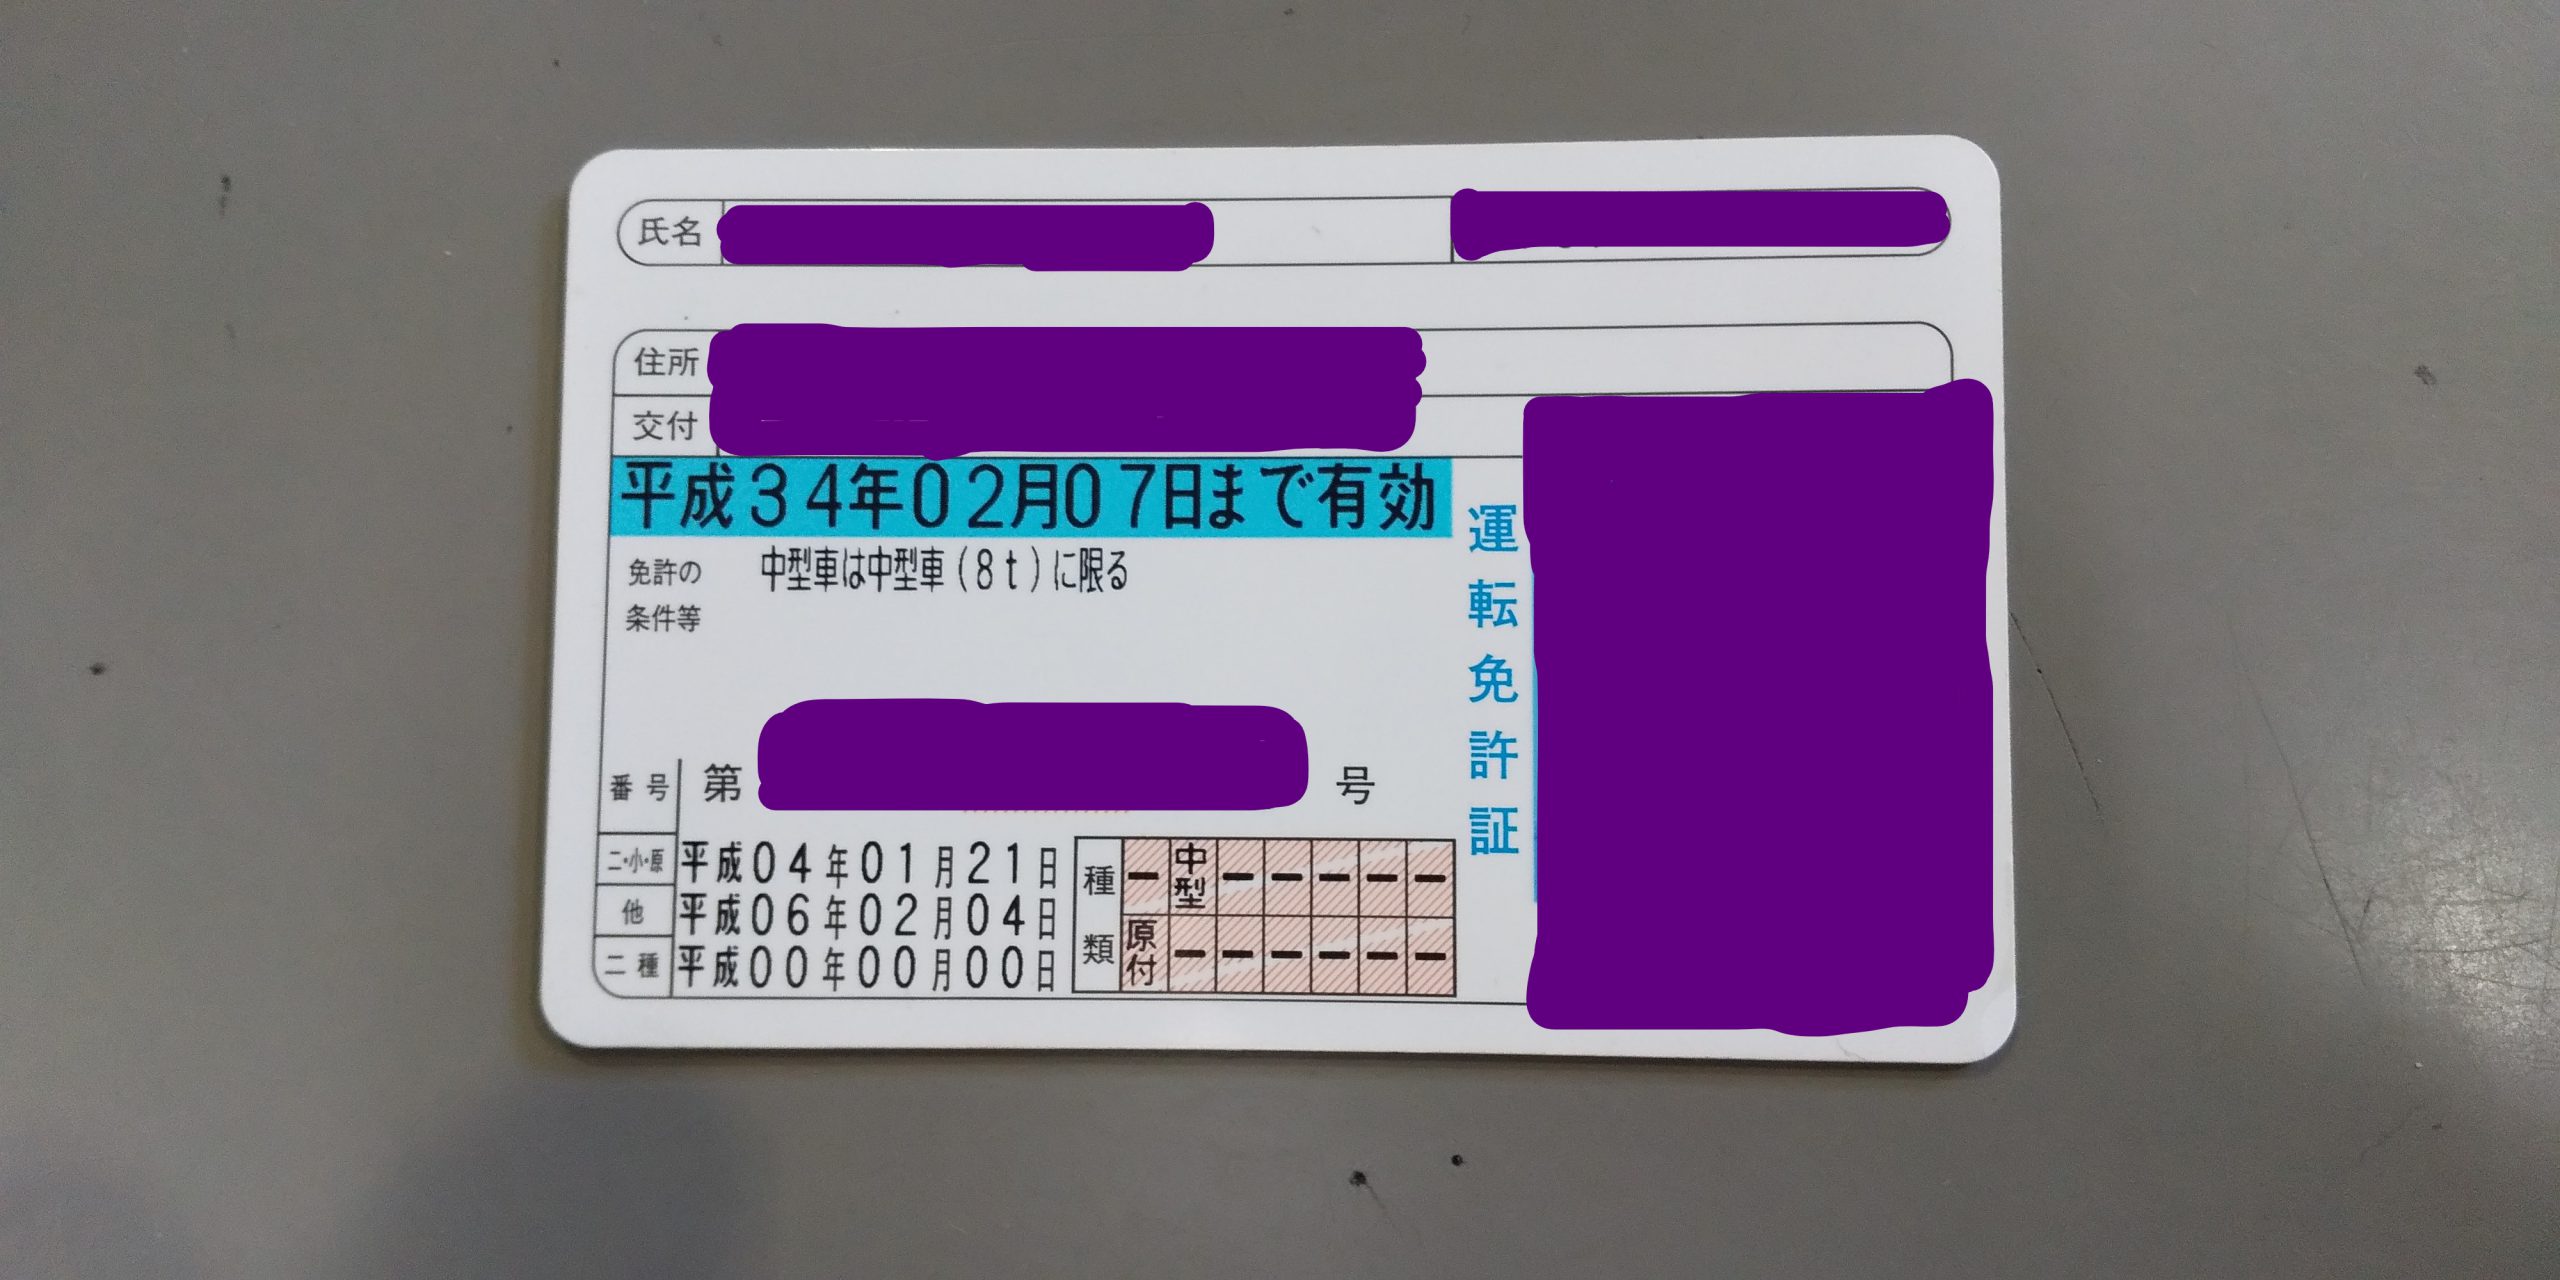 氏名
住所
交付
平成34年02月07日まで有効
免許の
条件等
中型車は中型車(8t)に限る
番号 第 号
二・小・原 平成04年01月21日
他 平成06年02月04日
二種 平成00年00月00日
種類
ー 中型 ー ー ー ー ー
原付 ー ー ー ー ー ー
運転免許証